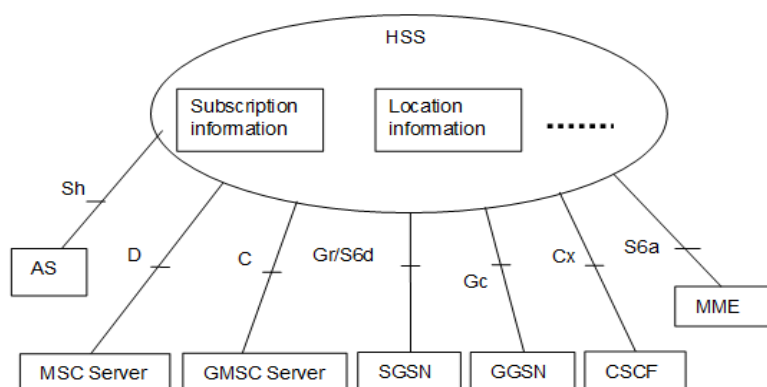 HSS
Subscription
information
Location
information
Sh
D
C
Gr/S6d
Gc
Cx
S6a
AS
MME
MSC Server
GMSC Server
SGSN
GGSN
CSCF